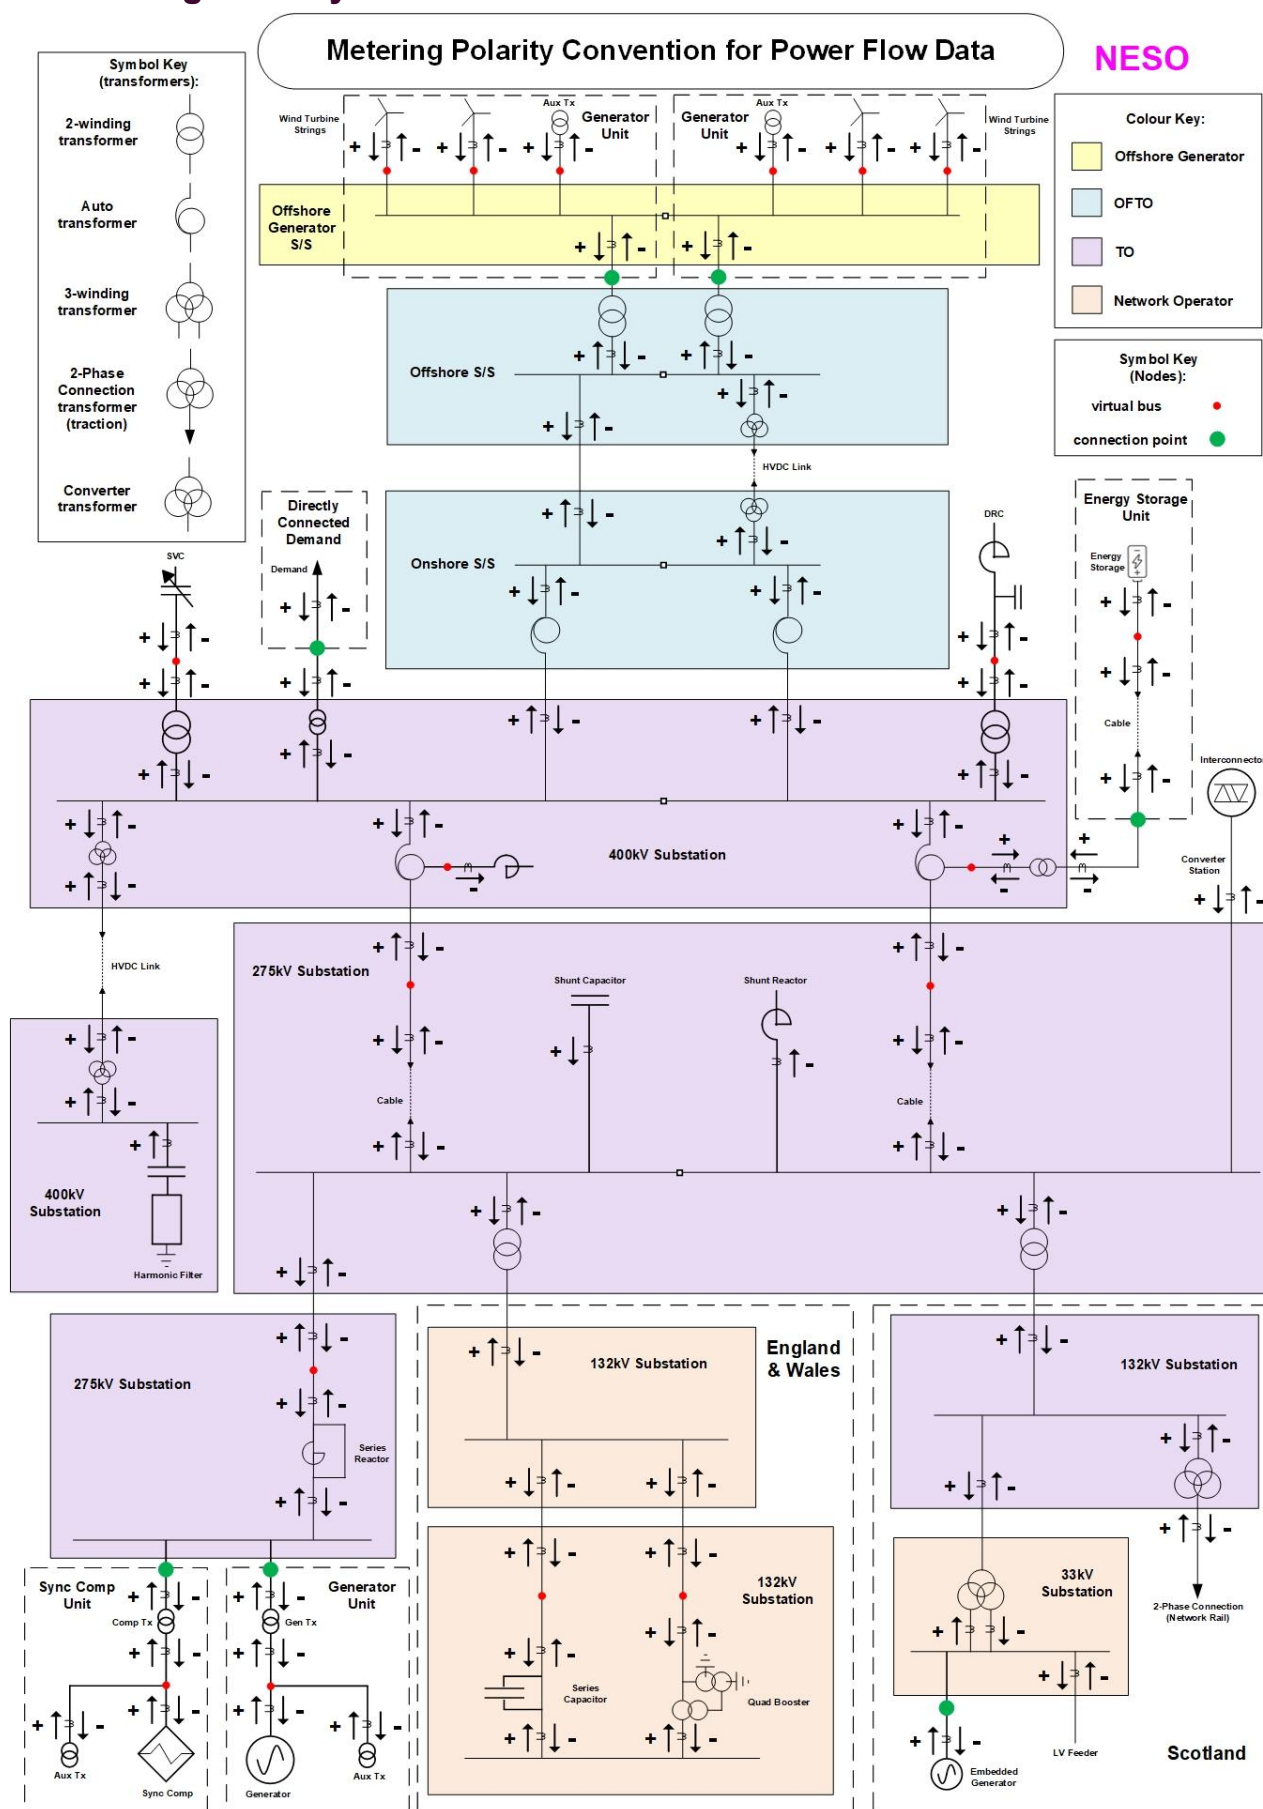 Metering Polarity Convention for Power Flow Data
NESO
Symbol Key
(transformers):
2-winding
transformer
Auto
transformer
3-winding
transformer
2-Phase
Connection
transformer
(traction)
Converter
transformer
Colour Key:
Offshore Generator
OFTO
TO
Network Operator
Symbol Key
(Nodes):
virtual bus
connection point
Wind Turbine
Strings
Aux Tx
Generator
Unit
Generator
Unit
Aux Tx
Wind Turbine
Strings
+ - + - + - + - + - + -
Offshore
Generator
S/S
+ - + -
+ - + -
Offshore S/S
+ -
+ -
HVDC Link
+ -
+ -
Onshore S/S
+ - + -
SVC
+ -
+ -
+ -
Directly
Connected
Demand
Demand
+ -
+ -
+ -
+ - + -
DRC
+ -
+ -
+ -
Energy Storage
Unit
Energy
Storage
+ -
+ -
Cable
+ -
Interconnector
Converter
Station
+ -
+ - + - + -
400kV Substation
-
+ +
- -
+ -
HVDC Link
275kV Substation
+ - + -
Shunt Capacitor
+
Shunt Reactor
-
+ - + -
Cable
Cable
+ - + -
+ -
+ -
+
400kV
Substation
Harmonic Filter
+ - + -
+ -
275kV Substation
+ -
+ -
Series
Reactor
+ -
England
& Wales
132kV Substation
+ -
+ - + -
132kV
Substation
+ - + -
+ - + -
Series
Capacitor
Quad Booster
+ - + -
132kV Substation
+ -
+ -
+ -
+ -
2-Phase Connection
(Network Rail)
33kV
Substation
+ -
+ -
LV Feeder
+ -
Embedded
Generator
Scotland
Sync Comp
Unit
+ -
Comp Tx
+ -
+ - + -
Aux Tx
Sync Comp
Generator
Unit
+ -
Gen Tx
+ -
+ - + -
Generator
Aux Tx